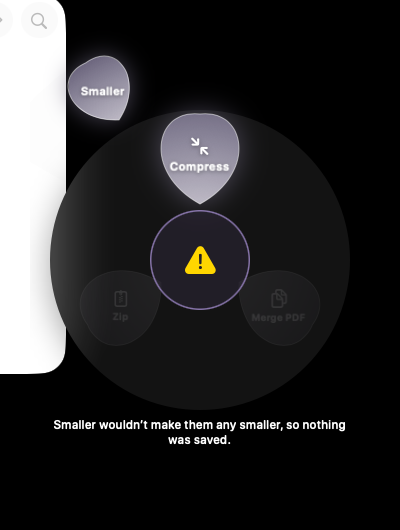 Smaller
Compress
Zip
Merge PDF
Smaller wouldn’t make them any smaller, so nothing
was saved.